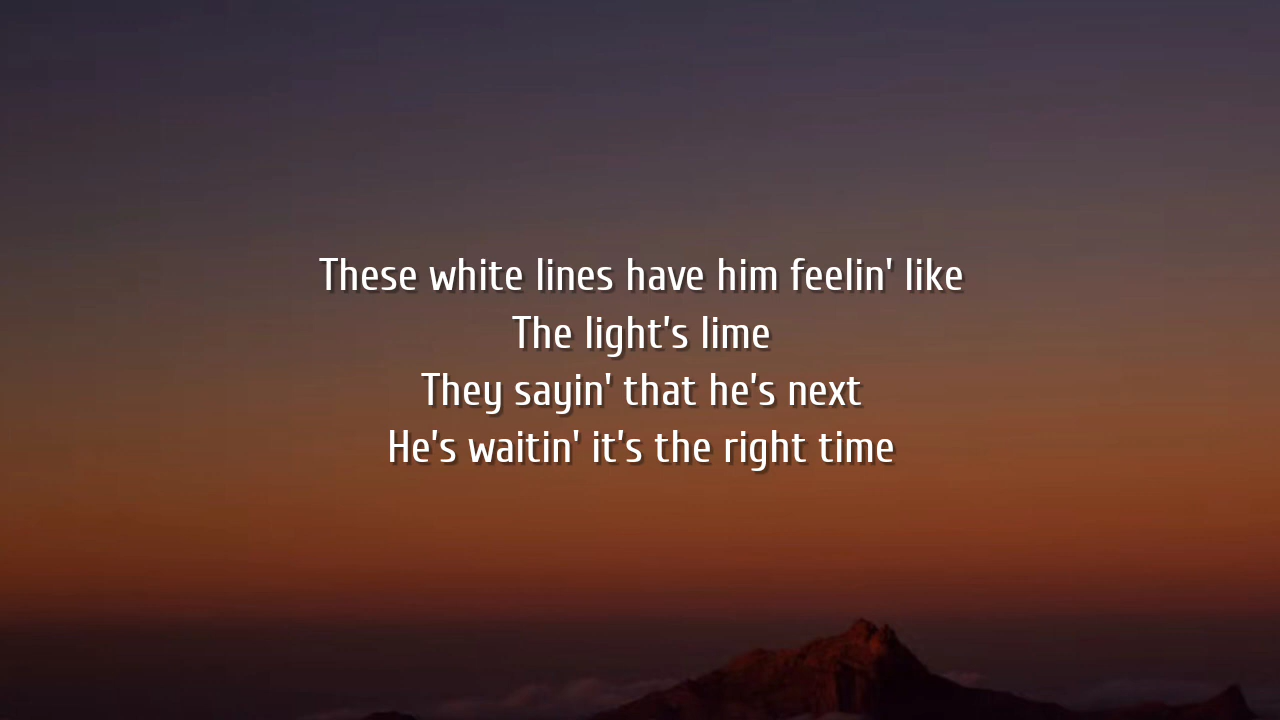 These white lines have him feelin' like
The light's lime
They sayin' that he's next
He's waitin' it's the right time